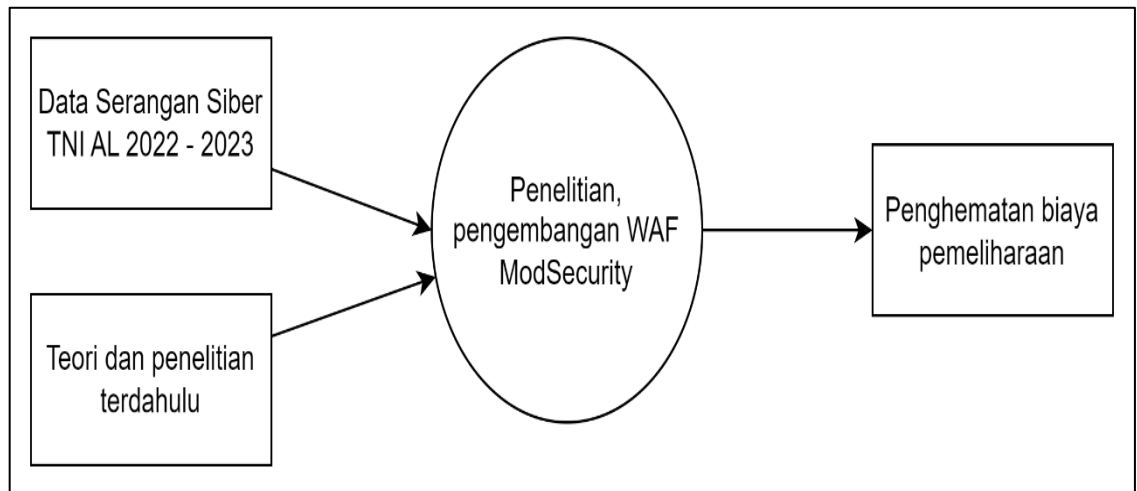 Data Serangan Siber
TNI AL 2022 - 2023
Teori dan penelitian
terdahulu
Penelitian,
pengembangan WAF
ModSecurity
Penghematan biaya
pemeliharaan